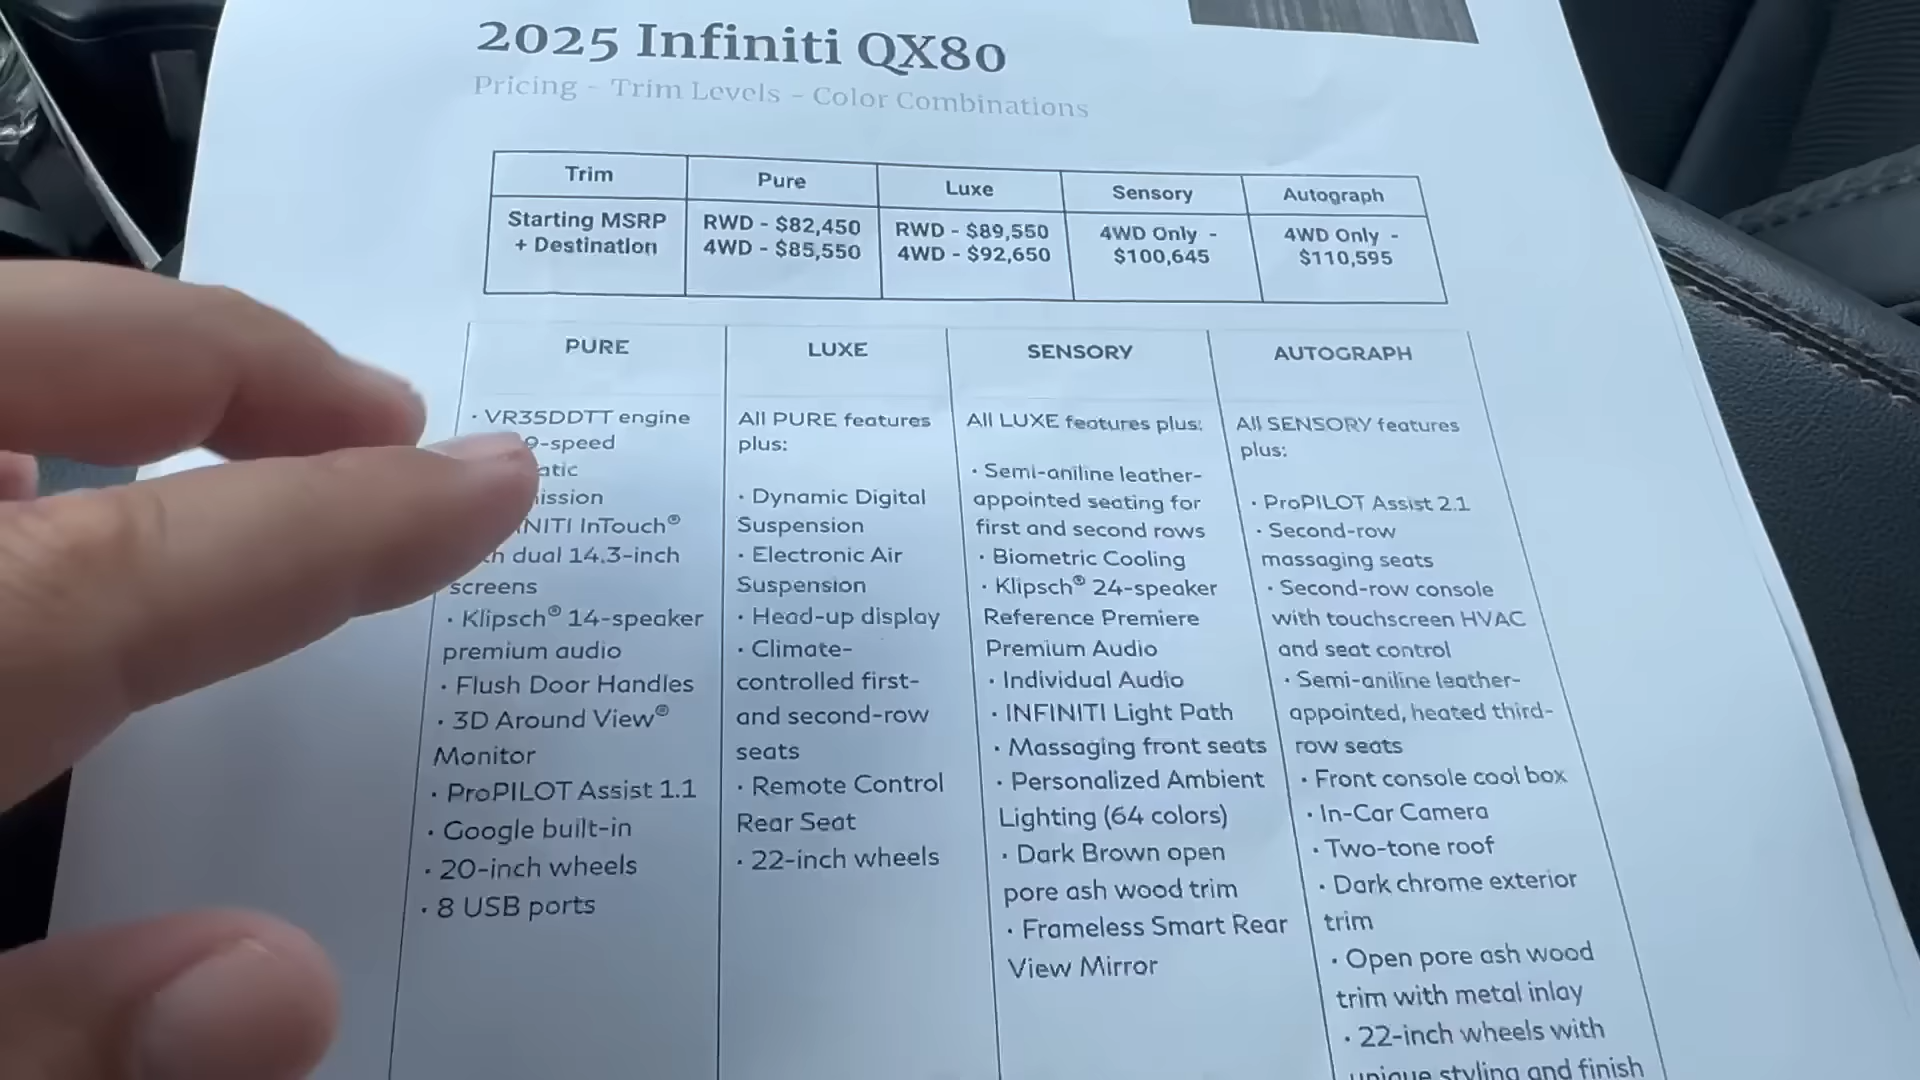 2025 Infiniti QX80
Pricing - Trim Levels - Color Combinations
Trim
Starting MSRP
+ Destination
Pure
RWD - $82,450
4WD - $85,550
Luxe
RWD - $89,550
4WD - $92,650
Sensory
4WD Only -
$100,645
Autograph
4WD Only -
$110,595
PURE
· VR35DDTT engine
9-speed
screens
· Klipsch® 14-speaker
premium audio
· Flush Door Handles
· 3D Around View®
Monitor
· ProPILOT Assist 1.1
· Google built-in
· 20-inch wheels
· 8 USB ports
InTouch®
dual 14.3-inch
LUXE
All PURE features
plus:
· Dynamic Digital
Suspension
· Electronic Air
Suspension
· Head-up display
· Climate-
controlled first-
and second-row
seats
· Remote Control
Rear Seat
· 22-inch wheels
SENSORY
All LUXE features plus:
· Semi-aniline leather-
appointed seating for
first and second rows
· Biometric Cooling
· Klipsch® 24-speaker
Reference Premiere
Premium Audio
· Individual Audio
· INFINITI Light Path
· Massaging front seats
· Personalized Ambient
Lighting (64 colors)
· Dark Brown open
pore ash wood trim
· Frameless Smart Rear
View Mirror
AUTOGRAPH
All SENSORY features
plus:
· ProPILOT Assist 2.1
· Second-row
massaging seats
· Second-row console
with touchscreen HVAC
and seat control
· Semi-aniline leather-
appointed, heated third-
row seats
· Front console cool box
· In-Car Camera
· Two-tone roof
· Dark chrome exterior
trim
· Open pore ash wood
trim with metal inlay
· 22-inch wheels with
unique styling and finish